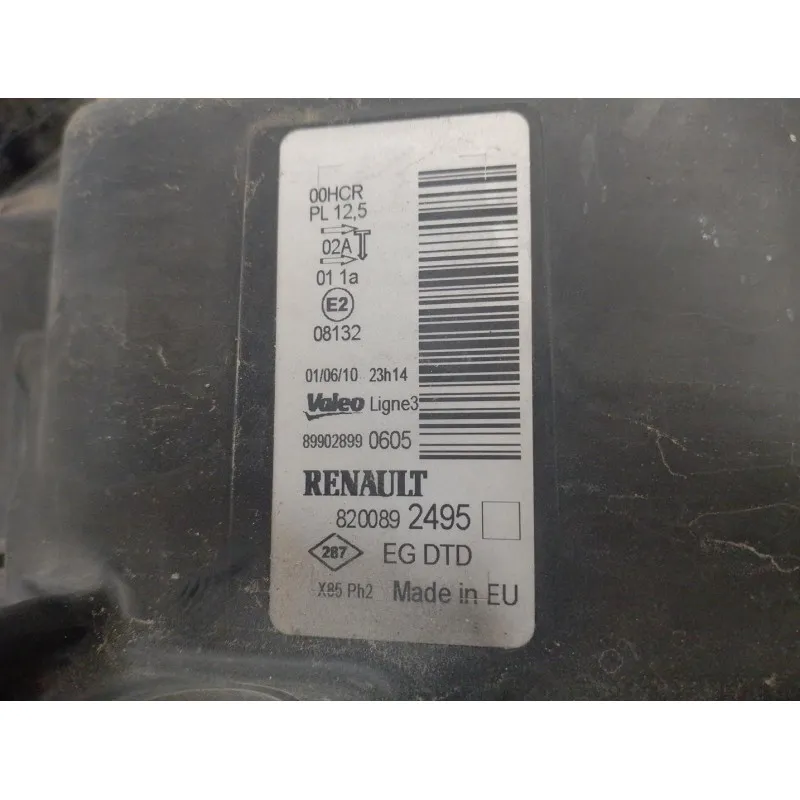 00HCR
PL 12,5
02A
01 1a
E2
08132
01/06/10 23h14
Valeo Ligne3
89902899 0605
RENAULT
820089 2495
287 EG DTD
X85 Ph2 Made in EU